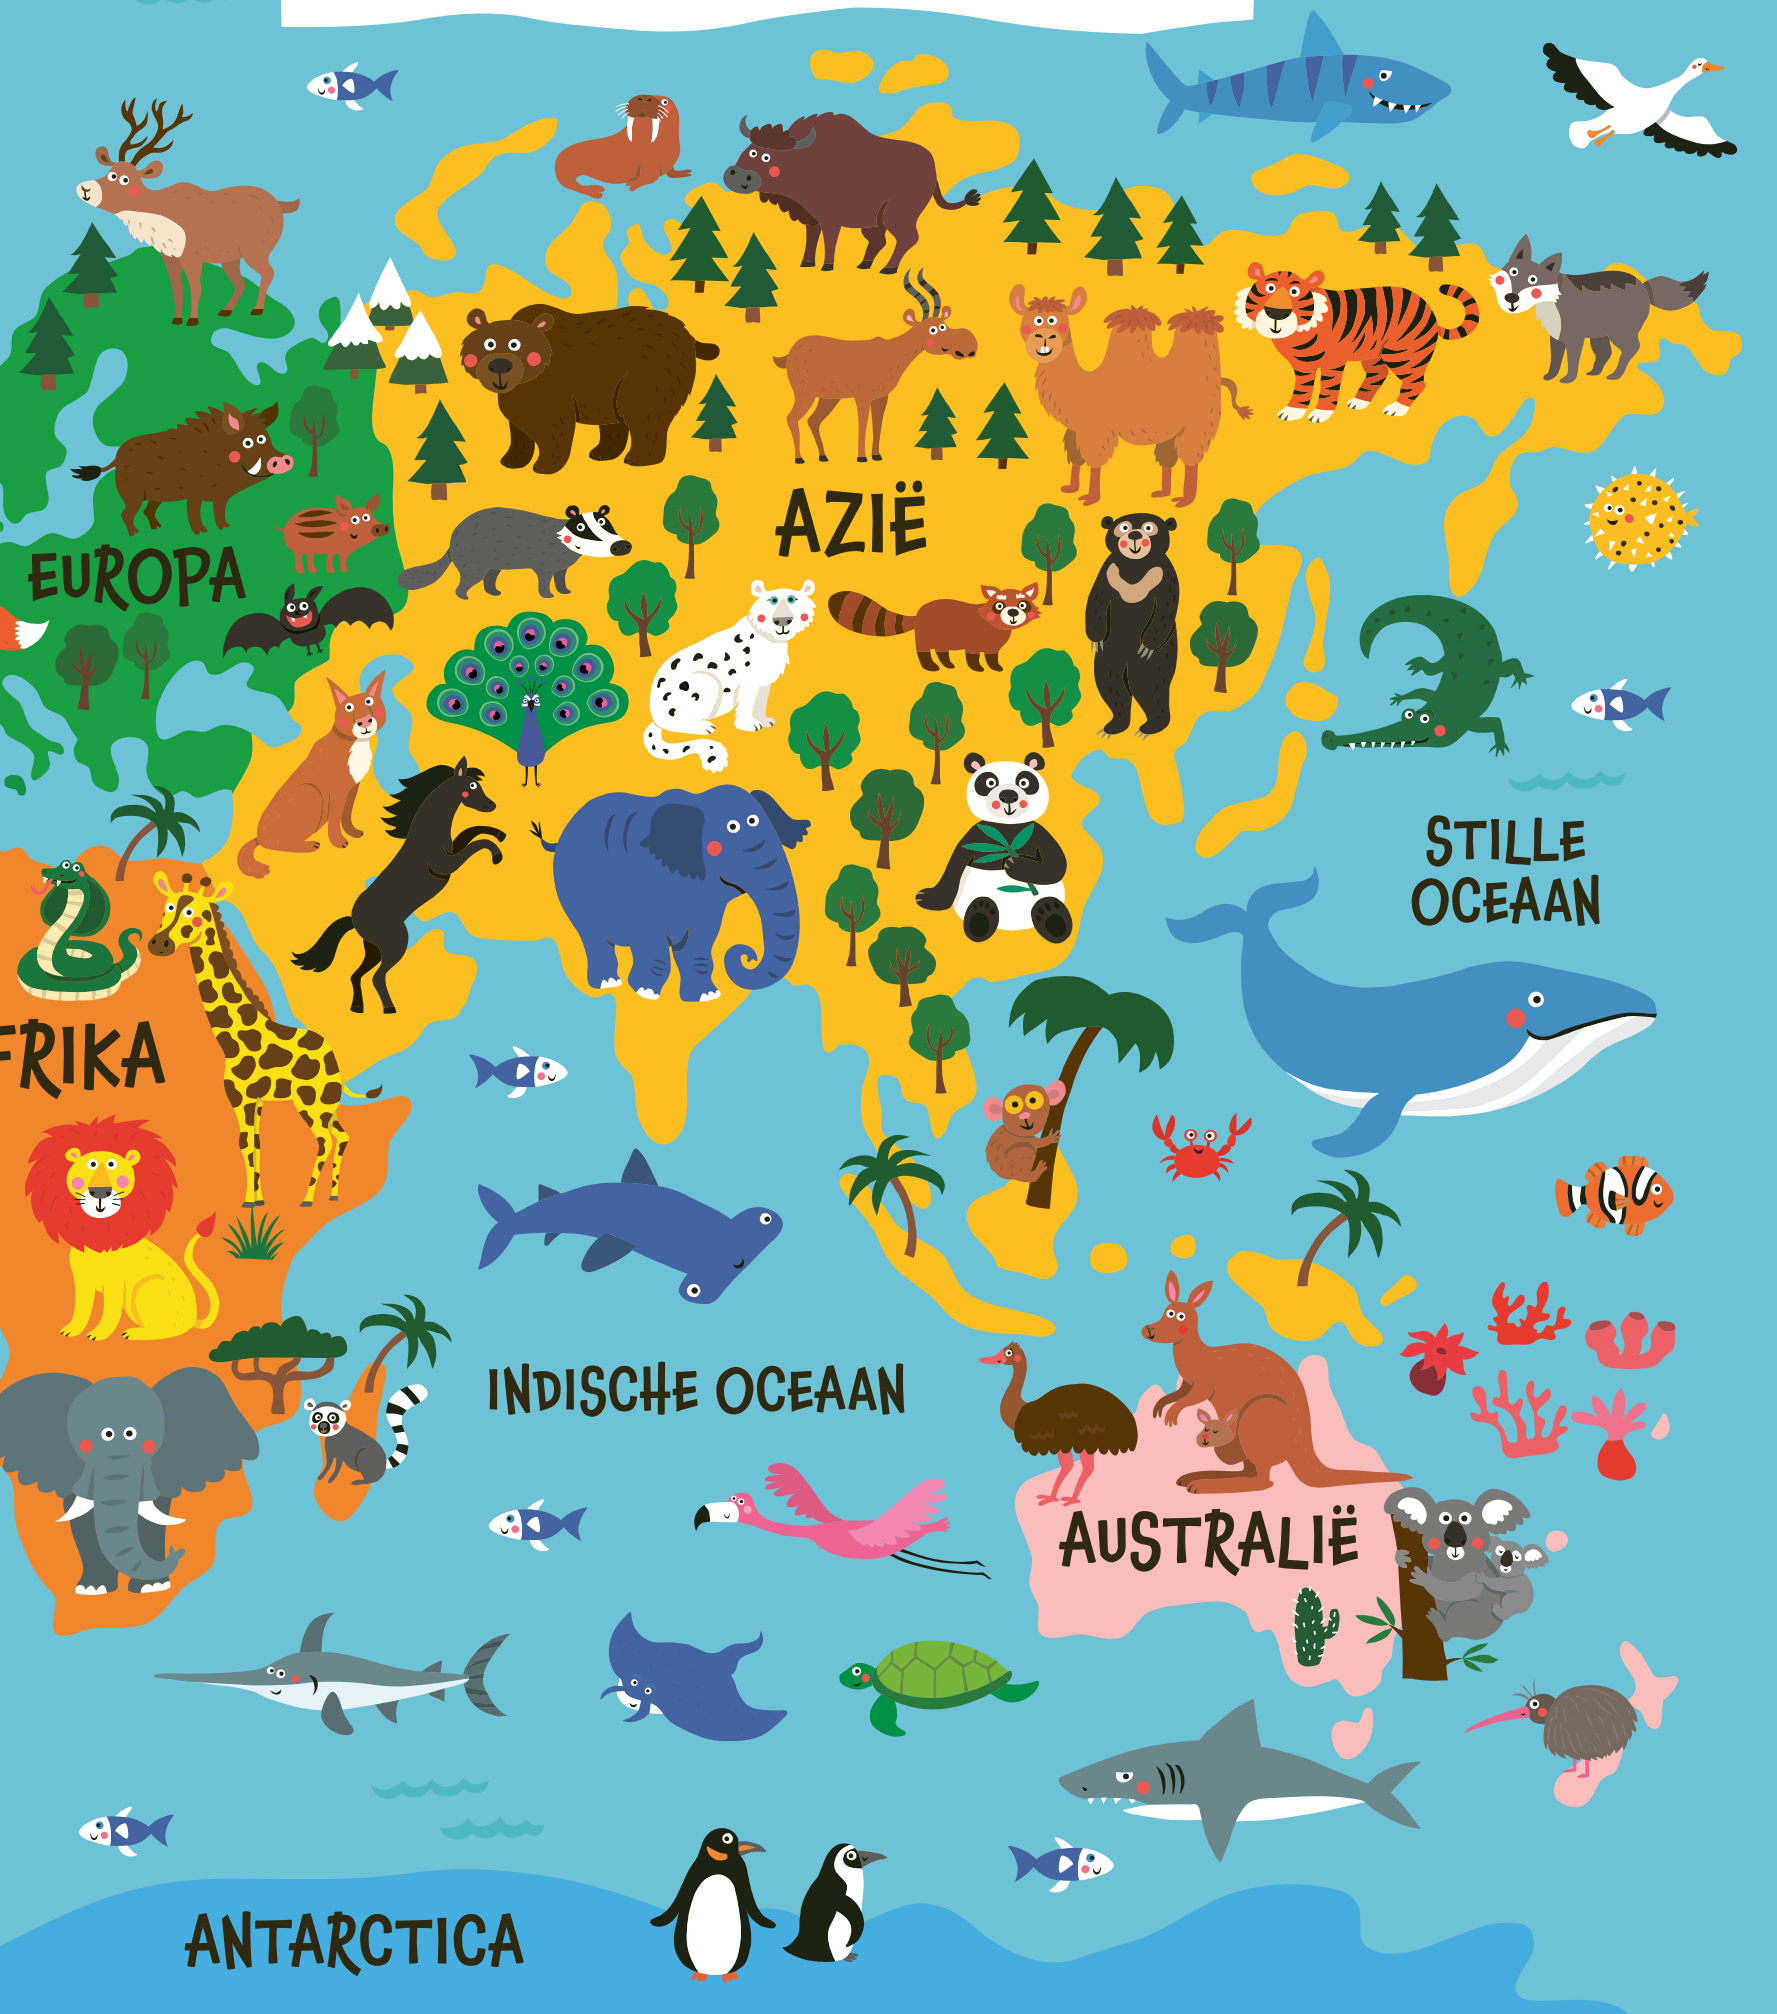 AZIË
EUROPA
STILLE
OCEAAN
FRIKA
INDISCHE OCEAAN
AUSTRALIË
ANTARCTICA